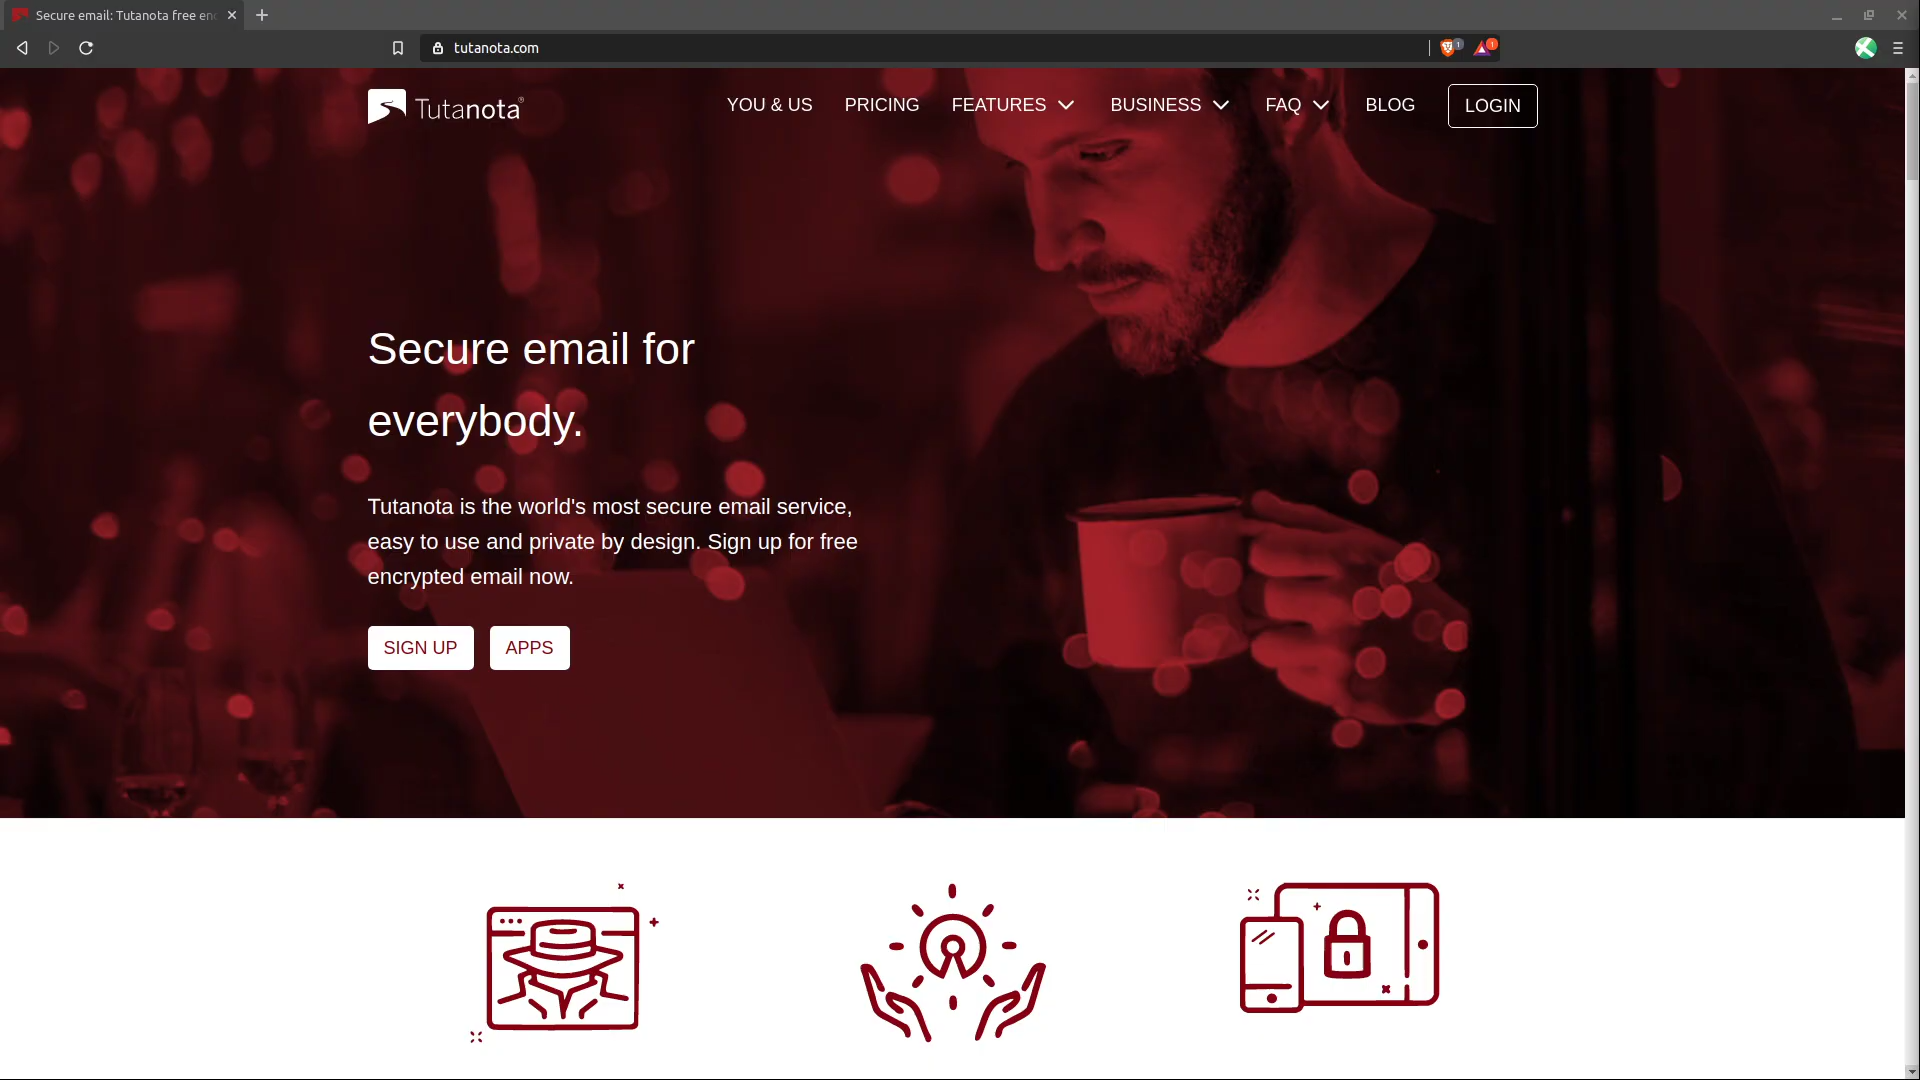 Secure email: Tutanota free en
tutanota.com
1
1
Tutanota®
YOU & US
PRICING
FEATURES
BUSINESS
FAQ
BLOG
LOGIN
Secure email for
everybody.
Tutanota is the world's most secure email service,
easy to use and private by design. Sign up for free
encrypted email now.
SIGN UP
APPS